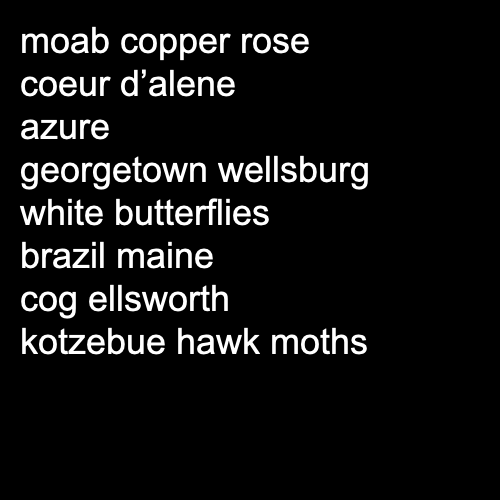 moab copper rose
coeur d’alene
azure
georgetown wellsburg
white butterflies
brazil maine
cog ellsworth
kotzebue hawk moths